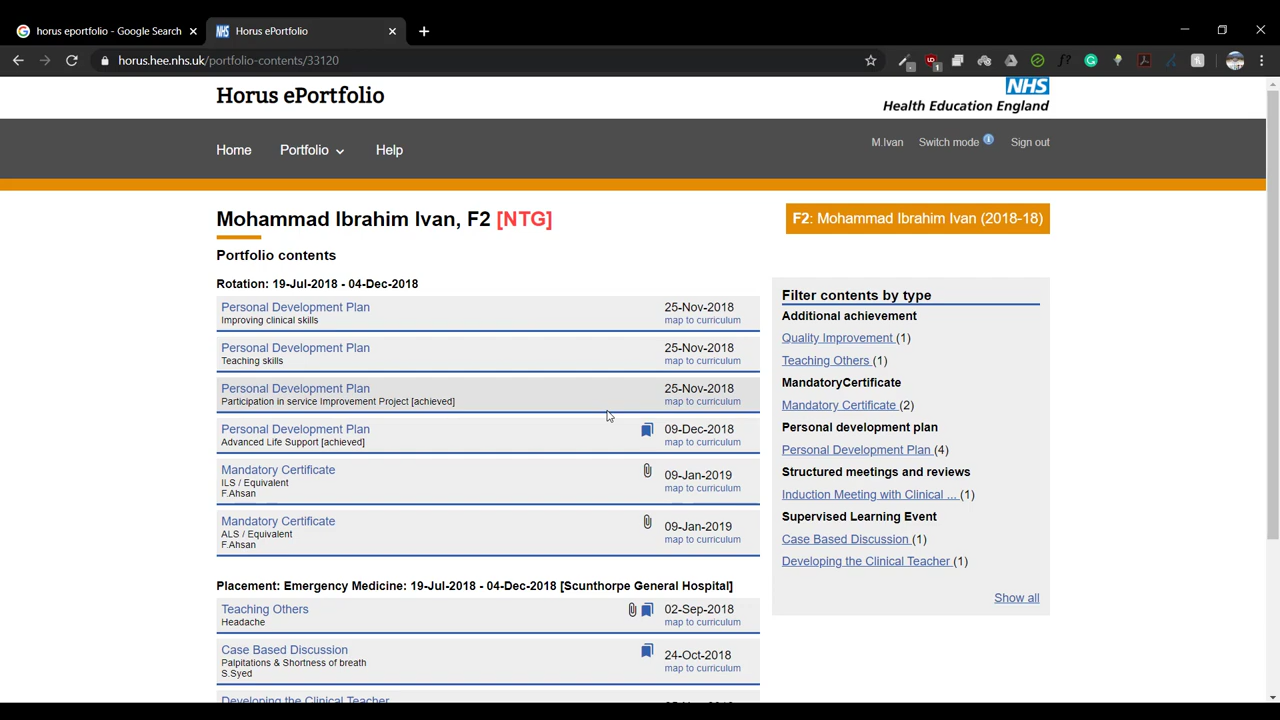 horus eportfolio - Google Search
Horus ePortfolio
horus.hee.nhs.uk/portfolio-contents/33120
Horus ePortfolio
NHS
Health Education England
Home
Portfolio
Help
M.Ivan
Switch mode
Sign out
Mohammad Ibrahim Ivan, F2 [NTG]
F2: Mohammad Ibrahim Ivan (2018-18)
Portfolio contents
Rotation: 19-Jul-2018 - 04-Dec-2018
Personal Development Plan 25-Nov-2018
Improving clinical skills map to curriculum
Personal Development Plan 25-Nov-2018
Teaching skills map to curriculum
Personal Development Plan 25-Nov-2018
Participation in service Improvement Project [achieved] map to curriculum
Personal Development Plan 09-Dec-2018
Advanced Life Support [achieved] map to curriculum
Mandatory Certificate 09-Jan-2019
ILS / Equivalent map to curriculum
F.Ahsan
Mandatory Certificate 09-Jan-2019
ALS / Equivalent map to curriculum
F.Ahsan
Placement: Emergency Medicine: 19-Jul-2018 - 04-Dec-2018 [Scunthorpe General Hospital]
Teaching Others 02-Sep-2018
Headache map to curriculum
Case Based Discussion 24-Oct-2018
Palpitations & Shortness of breath map to curriculum
S.Syed
Developing the Clinical Teacher
Filter contents by type
Additional achievement
Quality Improvement (1)
Teaching Others (1)
MandatoryCertificate
Mandatory Certificate (2)
Personal development plan
Personal Development Plan (4)
Structured meetings and reviews
Induction Meeting with Clinical ... (1)
Supervised Learning Event
Case Based Discussion (1)
Developing the Clinical Teacher (1)
Show all